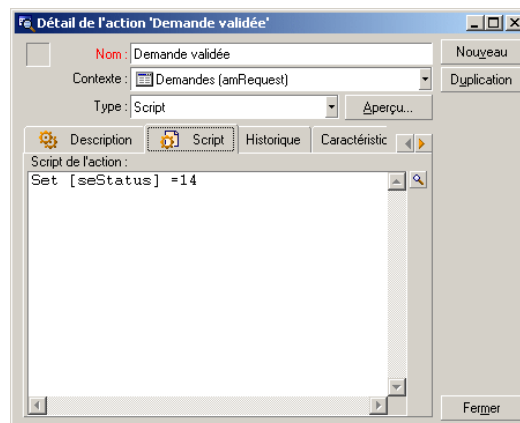 Détail de l'action 'Demande validée'
Nom : Demande validée
Nouveau
Contexte : Demandes (amRequest)
Duplication
Type : Script
Aperçu...
Description Script Historique Caractéristic
Script de l'action :
Set [seStatus] =14
Fermer